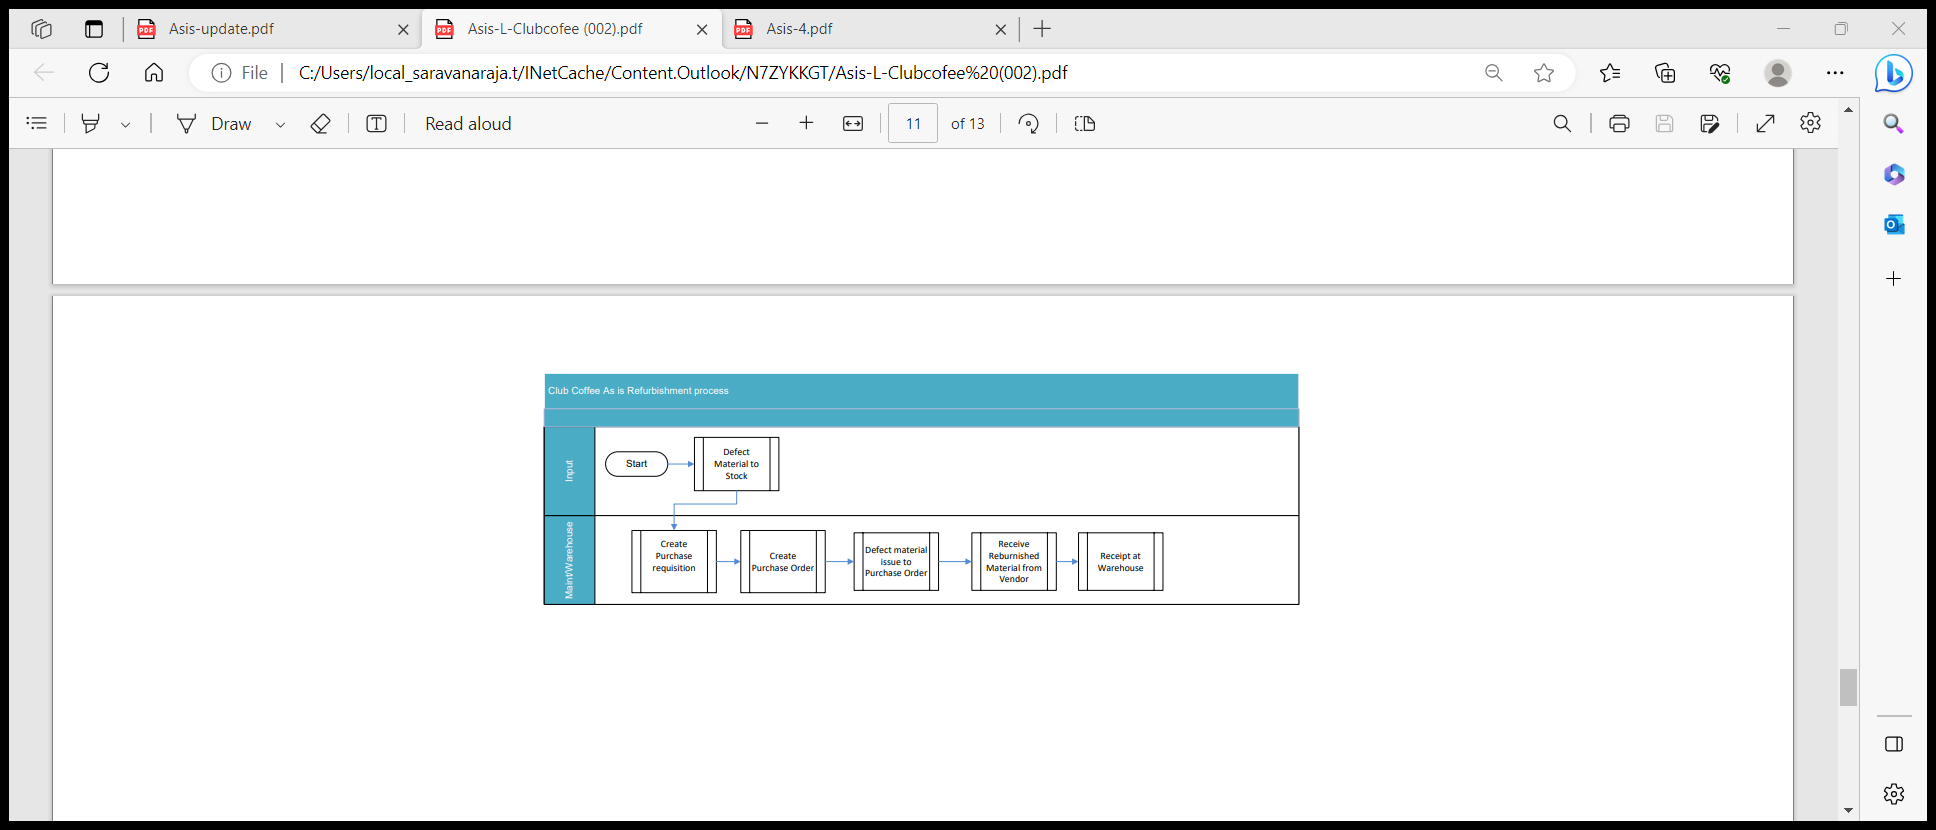 Asis-update.pdf
Asis-L-Clubcofee (002).pdf
Asis-4.pdf
File
C:/Users/local_saravanaraja.t/INetCache/Content.Outlook/N7ZYKKGT/Asis-L-Clubcofee%20(002).pdf
Draw
Read aloud
11 of 13
Club Coffee As is Refurbishment process
Input
Start
Defect
Material to
Stock
Maint/Warehouse
Create
Purchase
requisition
Create
Purchase Order
Defect material
issue to
Purchase Order
Receive
Reburnished
Material from
Vendor
Receipt at
Warehouse